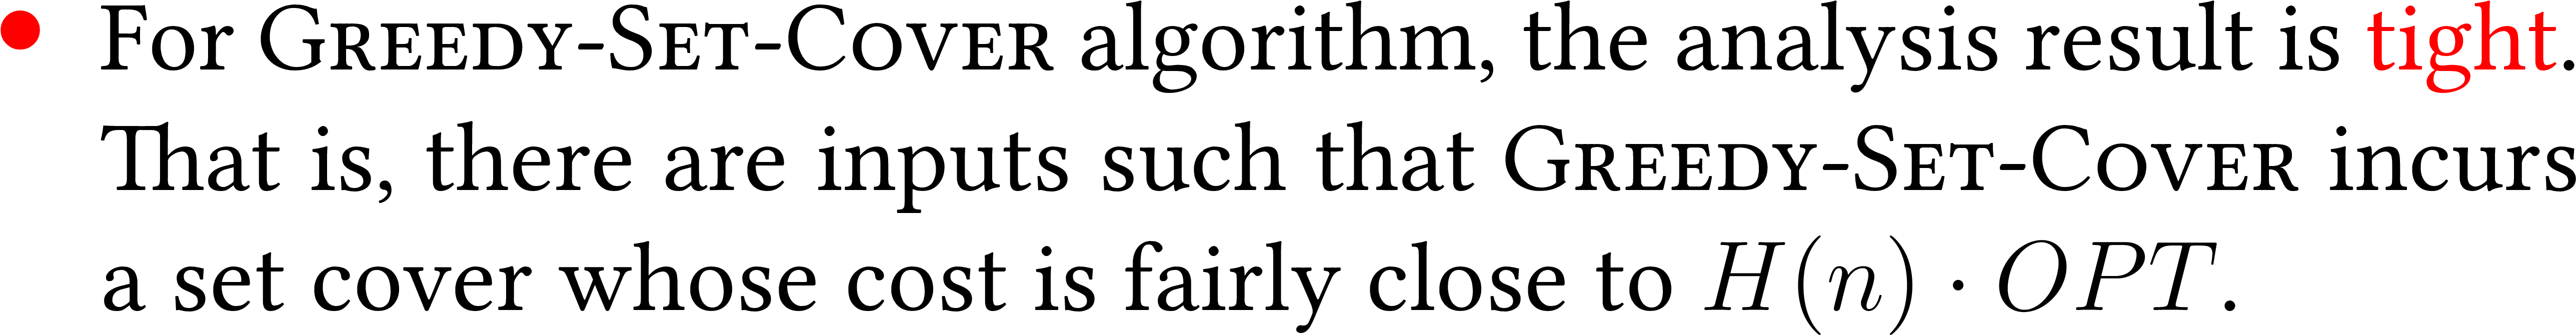 • For GREEDY-SET-COVER algorithm, the analysis result is tight.
That is, there are inputs such that GREEDY-SET-COVER incurs
a set cover whose cost is fairly close to H(n) · OPT.